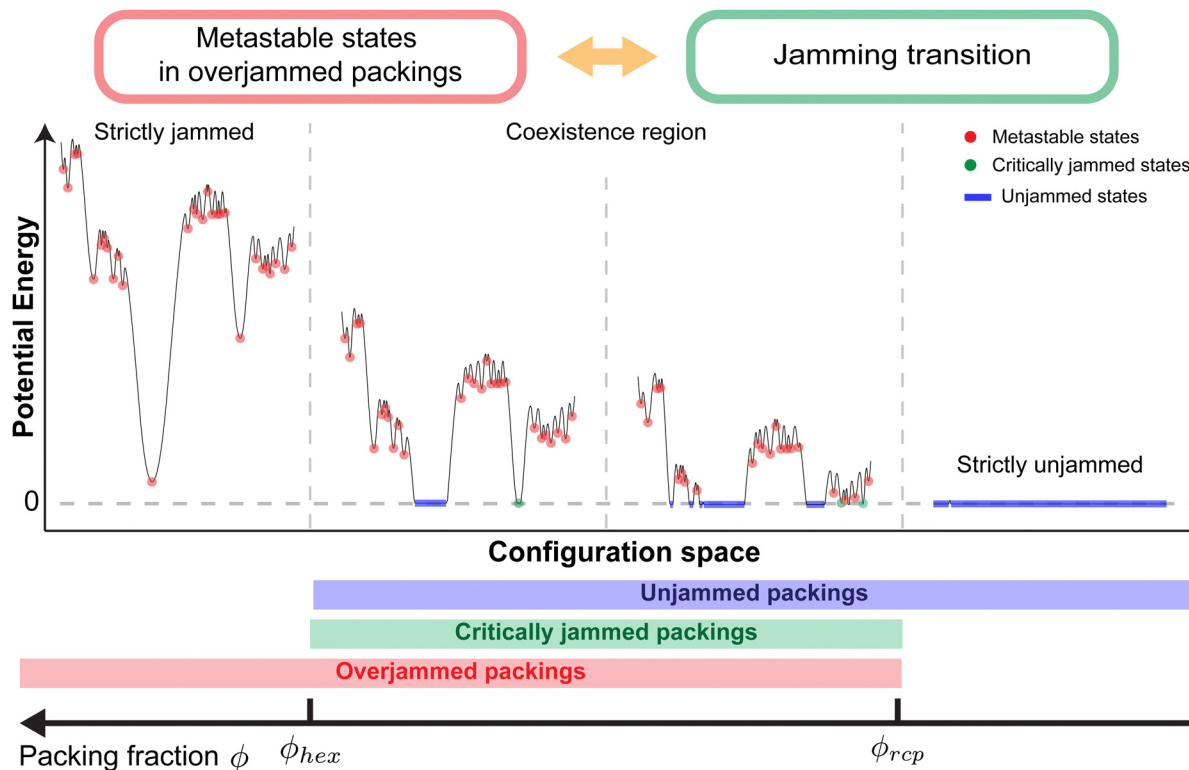 Metastable states
in overjammed packings
Jamming transition
Strictly jammed
Coexistence region
Metastable states
Critically jammed states
Unjammed states
Potential Energy
Strictly unjammed
0
Configuration space
Unjammed packings
Critically jammed packings
Overjammed packings
Packing fraction ϕ
ϕhex
ϕrcp